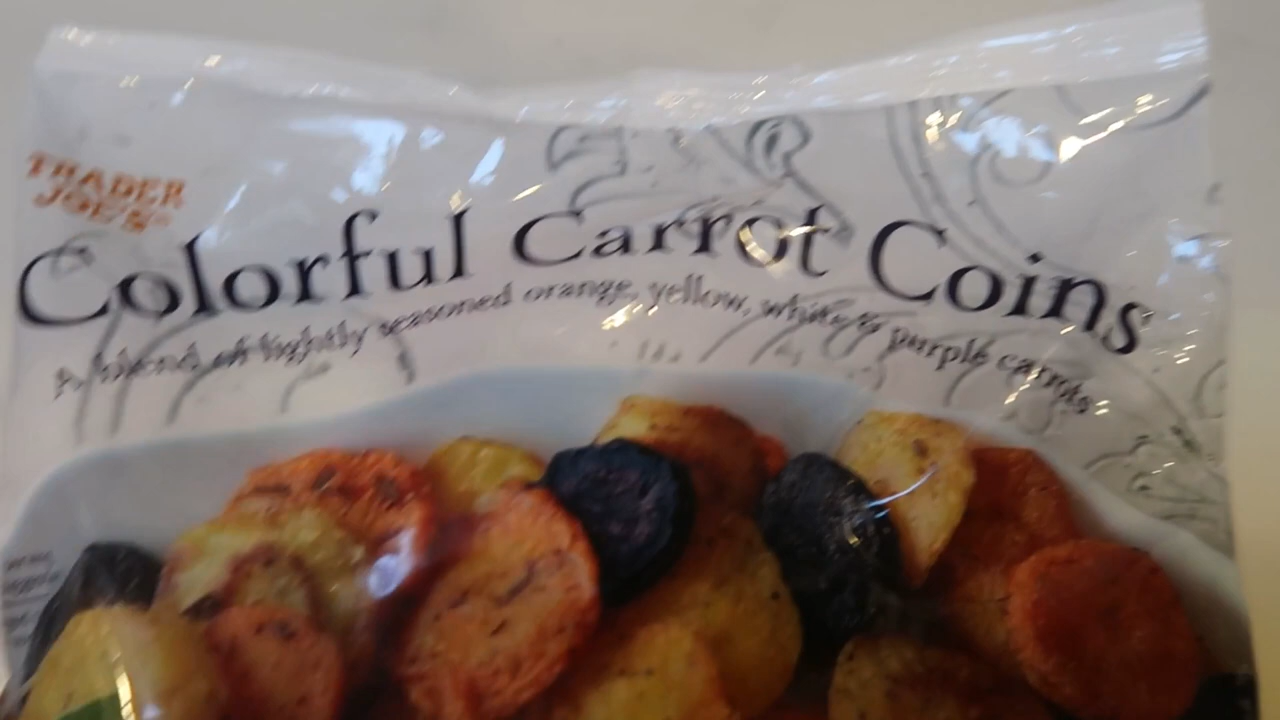 TRADER
JOE'S®
Colorful Carrot Coins
A blend of lightly seasoned orange, yellow, white & purple carrots